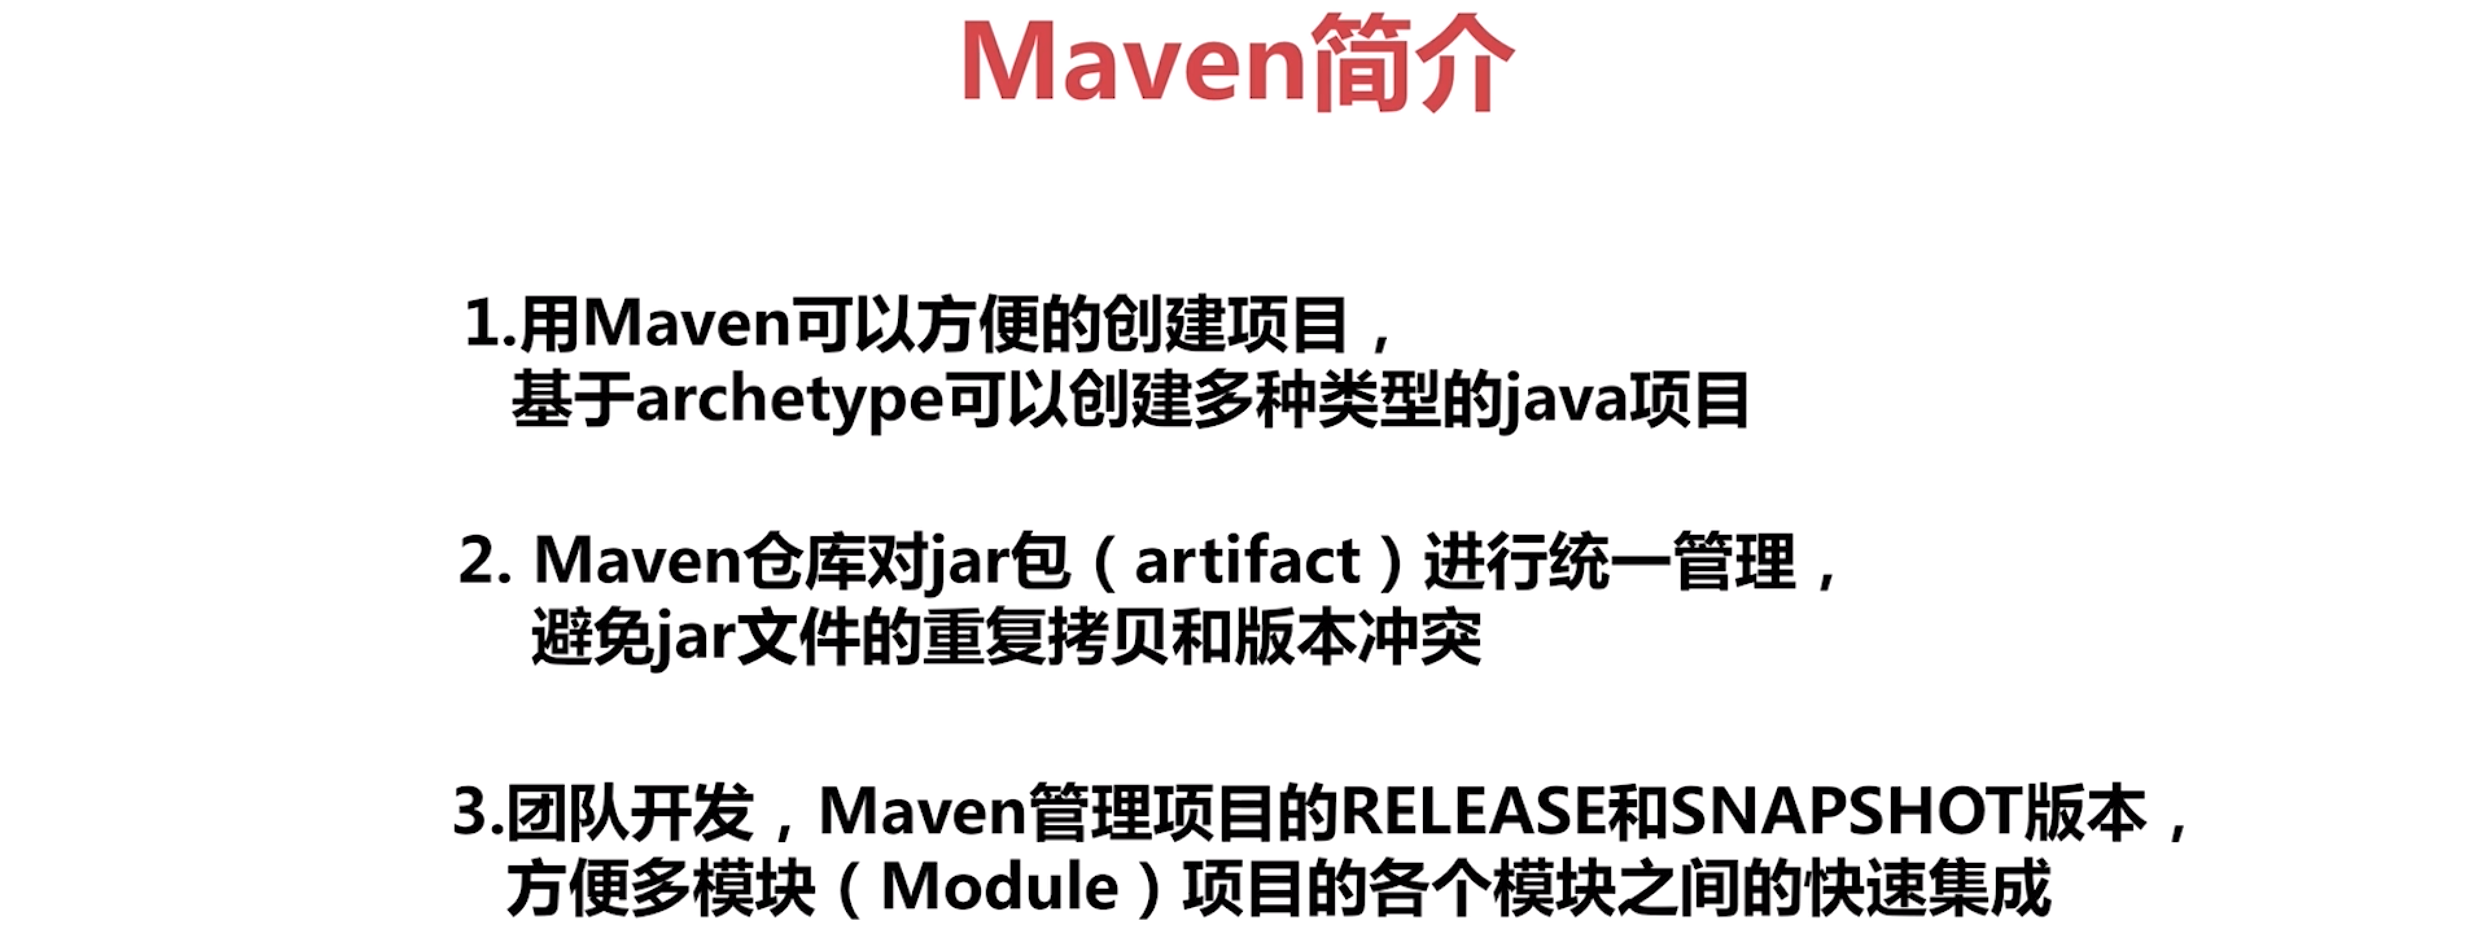 Maven简介
1.用Maven可以方便的创建项目，
基于archetype可以创建多种类型的java项目
2. Maven仓库对jar包（artifact）进行统一管理，
避免jar文件的重复拷贝和版本冲突
3.团队开发，Maven管理项目的RELEASE和SNAPSHOT版本，
方便多模块（Module）项目的各个模块之间的快速集成